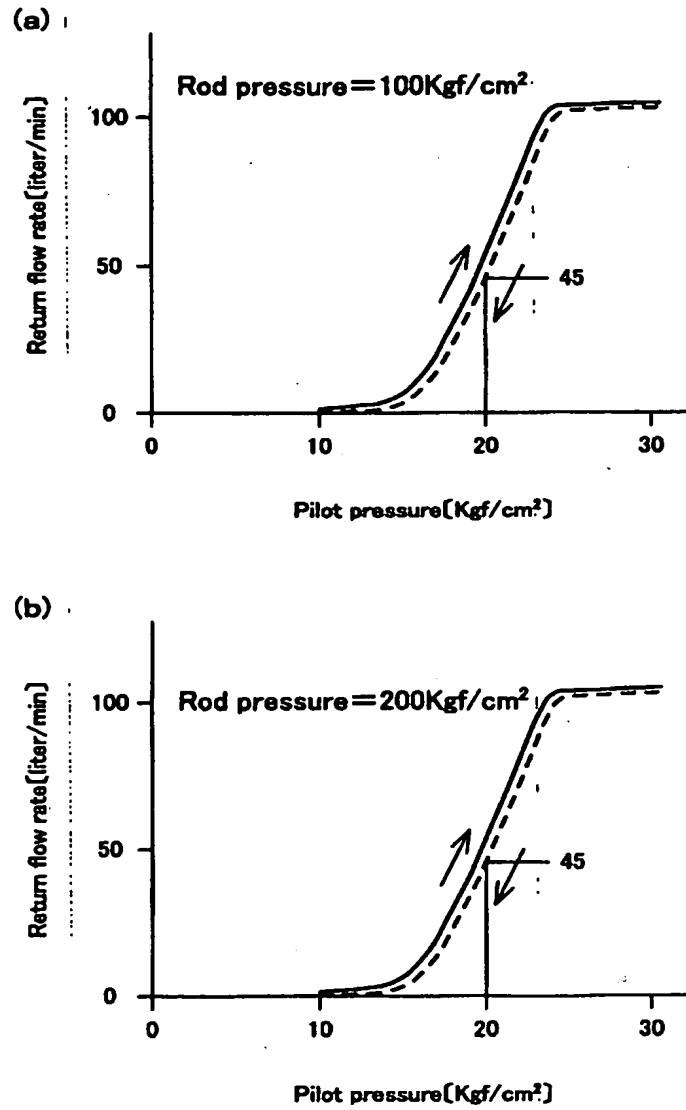 (a)
Rod pressure=100Kgf/cm²
Return flow rate[liter/min]
100
50
45
0
0 10 20 30
Pilot pressure[Kgf/cm²]
(b)
Rod pressure=200Kgf/cm²
Return flow rate[liter/min]
100
50
45
0
0 10 20 30
Pilot pressure[Kgf/cm²]